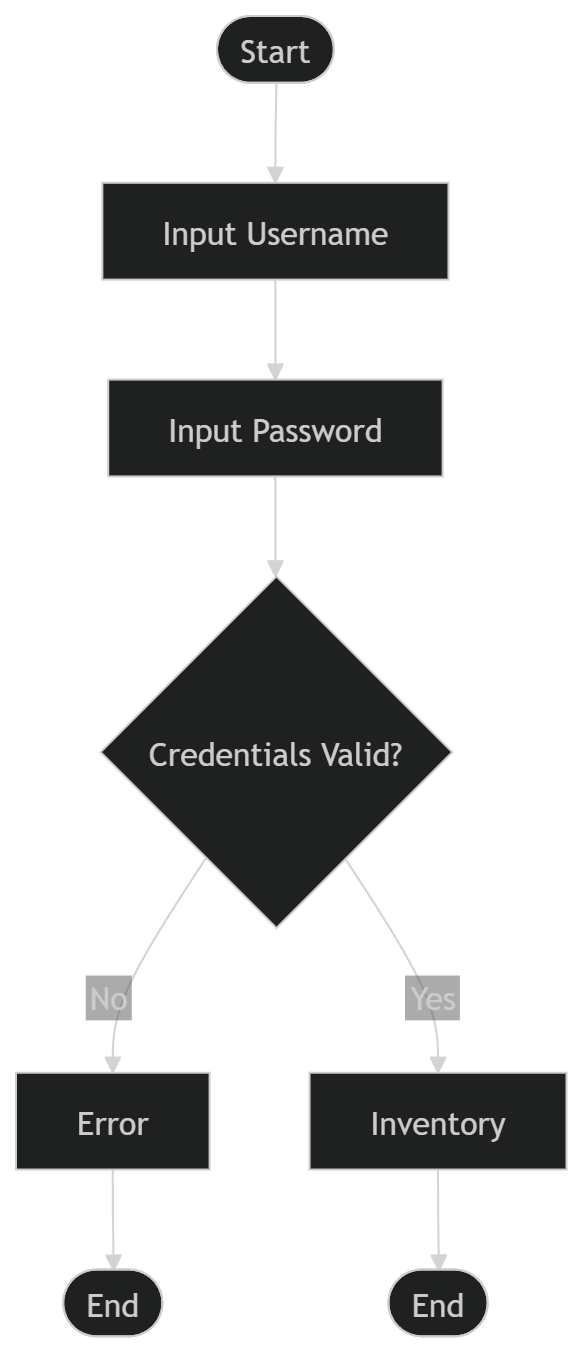 Start
Input Username
Input Password
Credentials Valid?
No
Yes
Error
Inventory
End
End